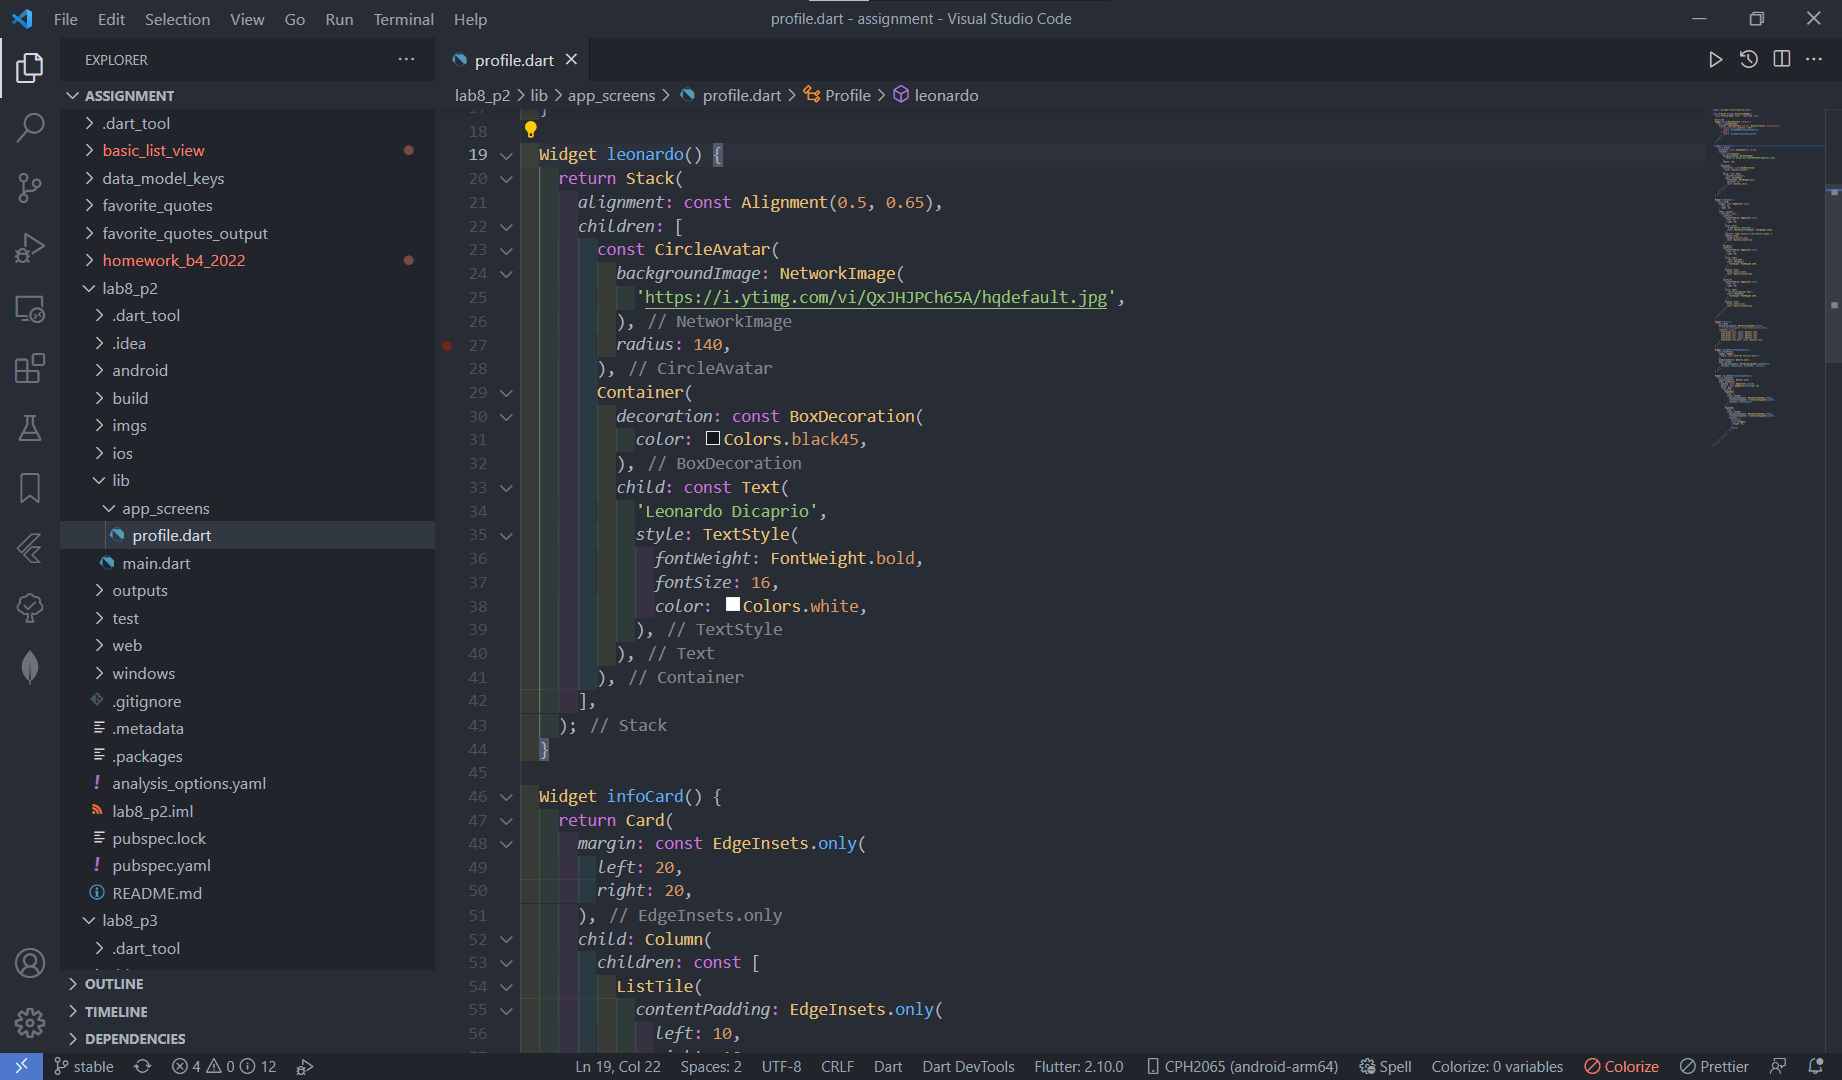 File Edit Selection View Go Run Terminal Help
profile.dart - assignment - Visual Studio Code
EXPLORER
profile.dart
ASSIGNMENT
.dart_tool
basic_list_view
data_model_keys
favorite_quotes
favorite_quotes_output
homework_b4_2022
lab8_p2
.dart_tool
.idea
android
build
imgs
ios
lib
app_screens
profile.dart
main.dart
outputs
test
web
windows
.gitignore
.metadata
.packages
analysis_options.yaml
lab8_p2.iml
pubspec.lock
pubspec.yaml
README.md
lab8_p3
.dart_tool
OUTLINE
TIMELINE
DEPENDENCIES
lab8_p2 > lib > app_screens > profile.dart > Profile > leonardo
18
19 Widget leonardo() {
20 return Stack(
21 alignment: const Alignment(0.5, 0.65),
22 children: [
23 const CircleAvatar(
24 backgroundImage: NetworkImage(
25 'https://i.ytimg.com/vi/QxJHJPCh65A/hqdefault.jpg',
26 ), // NetworkImage
27 radius: 140,
28 ), // CircleAvatar
29 Container(
30 decoration: const BoxDecoration(
31 color: Colors.black45,
32 ), // BoxDecoration
33 child: const Text(
34 'Leonardo Dicaprio',
35 style: TextStyle(
36 fontWeight: FontWeight.bold,
37 fontSize: 16,
38 color: Colors.white,
39 ), // TextStyle
40 ), // Text
41 ), // Container
42 ],
43 ); // Stack
44 }
45
46 Widget infoCard() {
47 return Card(
48 margin: const EdgeInsets.only(
49 left: 20,
50 right: 20,
51 ), // EdgeInsets.only
52 child: Column(
53 children: const [
54 ListTile(
55 contentPadding: EdgeInsets.only(
56 left: 10,
stable 4 0 12 Ln 19, Col 22 Spaces: 2 UTF-8 CRLF Dart Dart DevTools Flutter: 2.10.0 CPH2065 (android-arm64) Spell Colorize: 0 variables Colorize Prettier